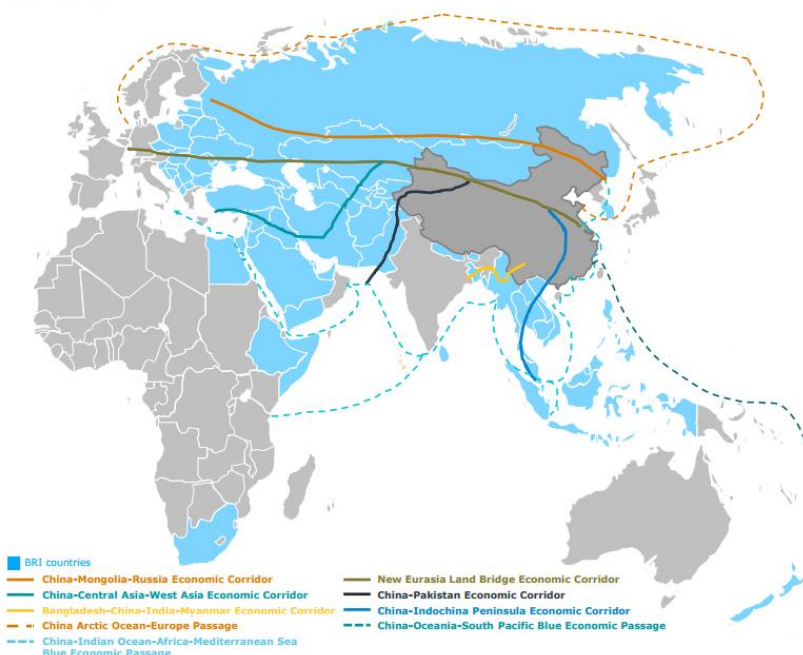 BRI countries
China-Mongolia-Russia Economic Corridor
China-Central Asia-West Asia Economic Corridor
Bangladesh-China-India-Myanmar Economic Corridor
China Arctic Ocean-Europe Passage
China-Indian Ocean-Africa-Mediterranean Sea
Blue Economic Passage
New Eurasia Land Bridge Economic Corridor
China-Pakistan Economic Corridor
China-Indochina Peninsula Economic Corridor
China-Oceania-South Pacific Blue Economic Passage